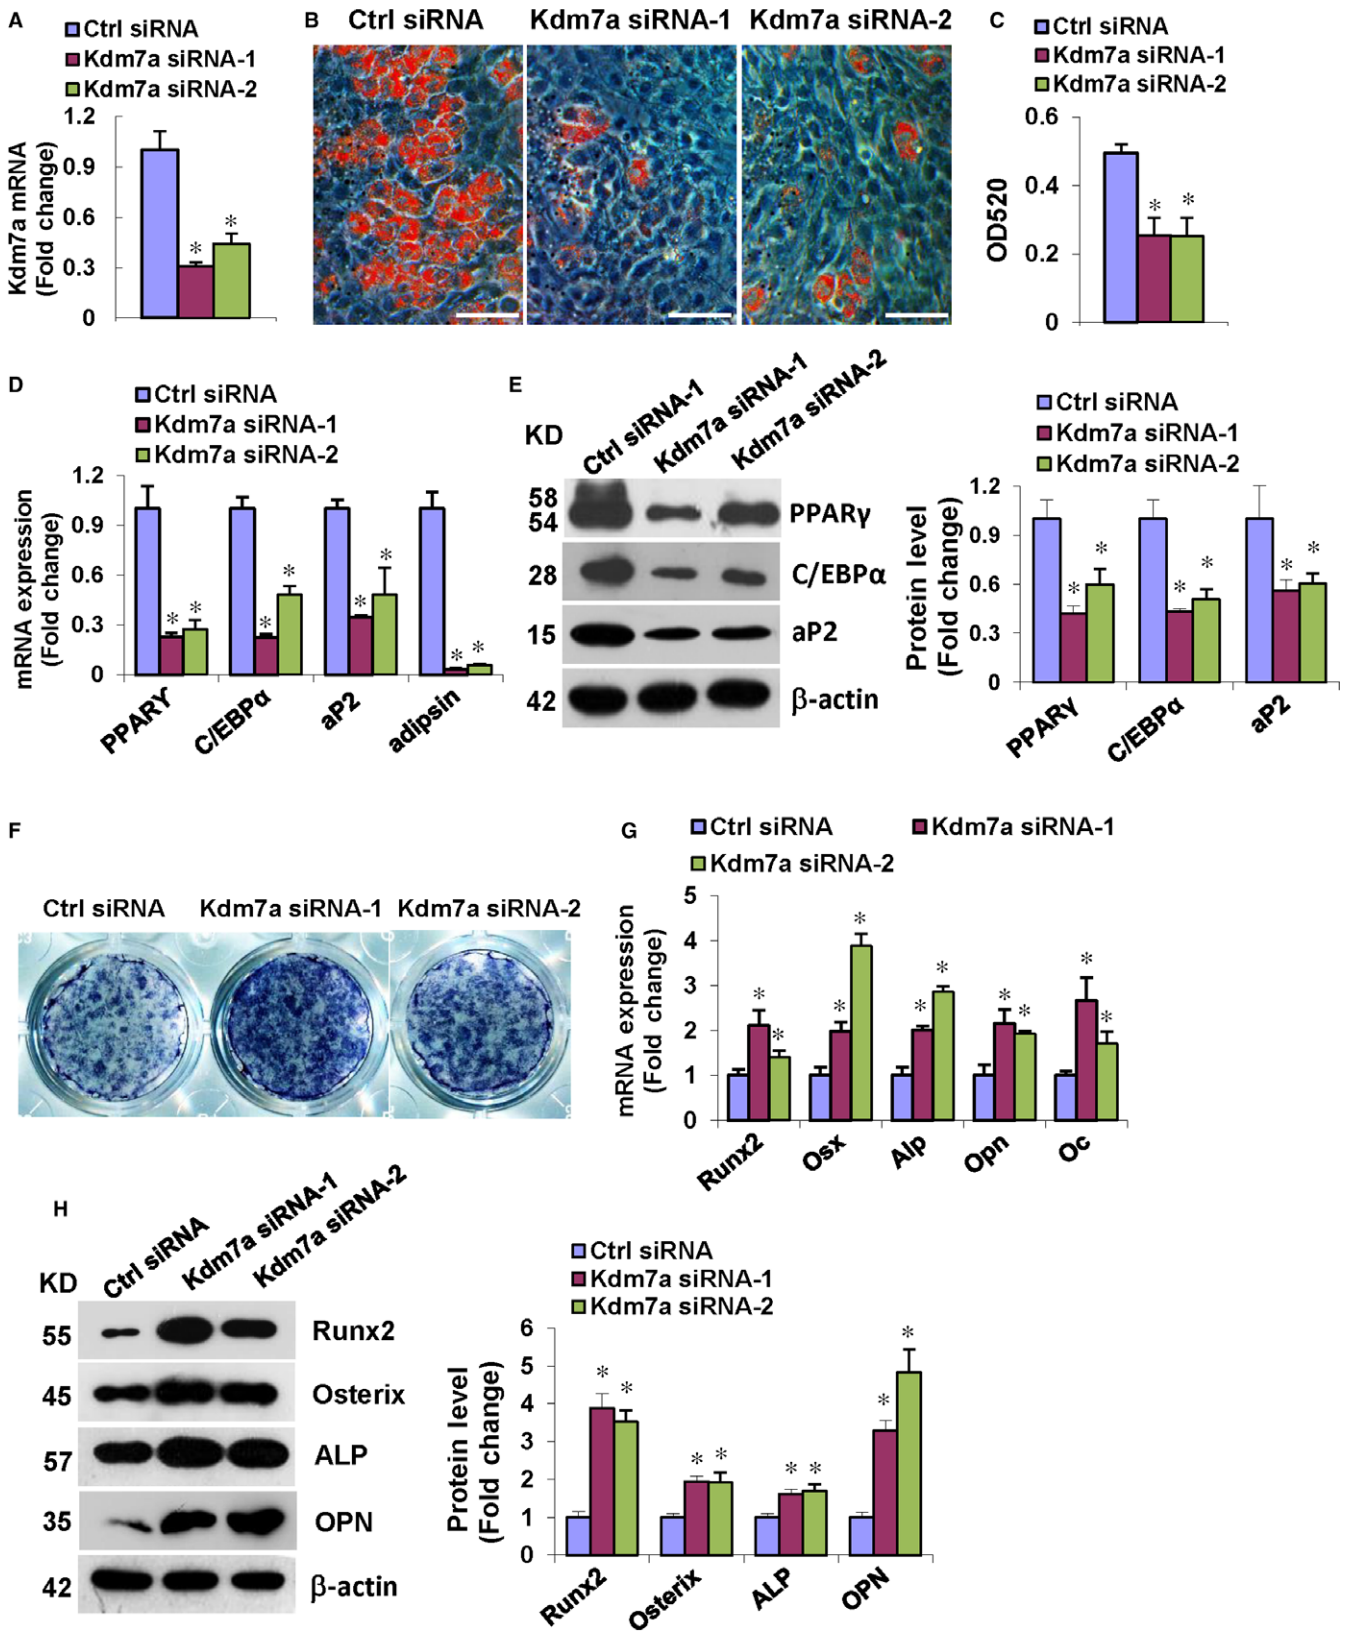 A
Ctrl siRNA
Kdm7a siRNA-1
Kdm7a siRNA-2
Kdm7a mRNA
(Fold change)
1.2
0.9
0.6
0.3
0
*
*
B
Ctrl siRNA
Kdm7a siRNA-1
Kdm7a siRNA-2
C
Ctrl siRNA
Kdm7a siRNA-1
Kdm7a siRNA-2
OD520
0.6
0.4
0.2
0
*
*
D
Ctrl siRNA
Kdm7a siRNA-1
Kdm7a siRNA-2
mRNA expression
(Fold change)
1.2
0.9
0.6
0.3
0
* *
* *
* *
* *
PPARγ
C/EBPα
aP2
adipsin
E
KD
Ctrl siRNA-1
Kdm7a siRNA-1
Kdm7a siRNA-2
58
54
PPARγ
28
C/EBPα
15
aP2
42
β-actin
Ctrl siRNA
Kdm7a siRNA-1
Kdm7a siRNA-2
Protein level
(Fold change)
1.2
0.9
0.6
0.3
0
* *
* *
* *
PPARγ
C/EBPα
aP2
F
Ctrl siRNA
Kdm7a siRNA-1
Kdm7a siRNA-2
G
Ctrl siRNA
Kdm7a siRNA-1
Kdm7a siRNA-2
mRNA expression
(Fold change)
5
4
3
2
1
0
* *
* *
* *
* *
* *
Runx2
Osx
Alp
Opn
Oc
H
KD
Ctrl siRNA
Kdm7a siRNA-1
Kdm7a siRNA-2
55
Runx2
45
Osterix
57
ALP
35
OPN
42
β-actin
Ctrl siRNA
Kdm7a siRNA-1
Kdm7a siRNA-2
Protein level
(Fold change)
6
5
4
3
2
1
0
* *
* *
* *
* *
Runx2
Osterix
ALP
OPN